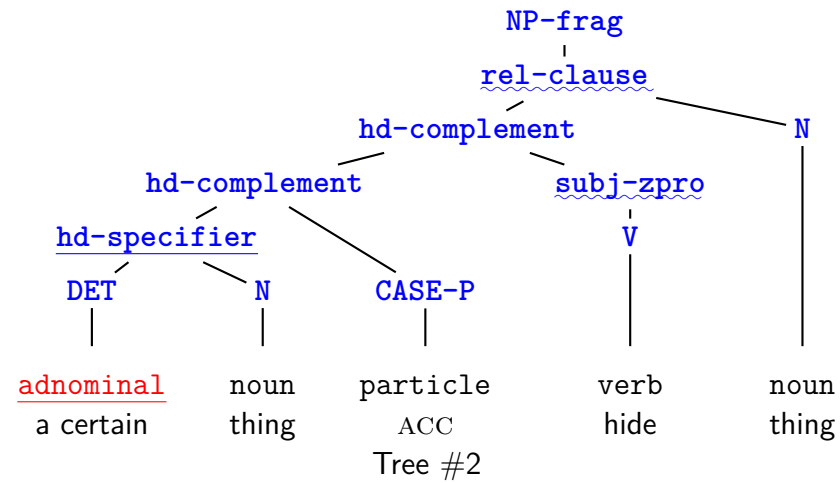 NP-frag
rel-clause
hd-complement N
hd-complement subj-zpro
hd-specifier V
DET N CASE-P
adnominal noun particle verb noun
a certain thing ACC hide thing
Tree #2